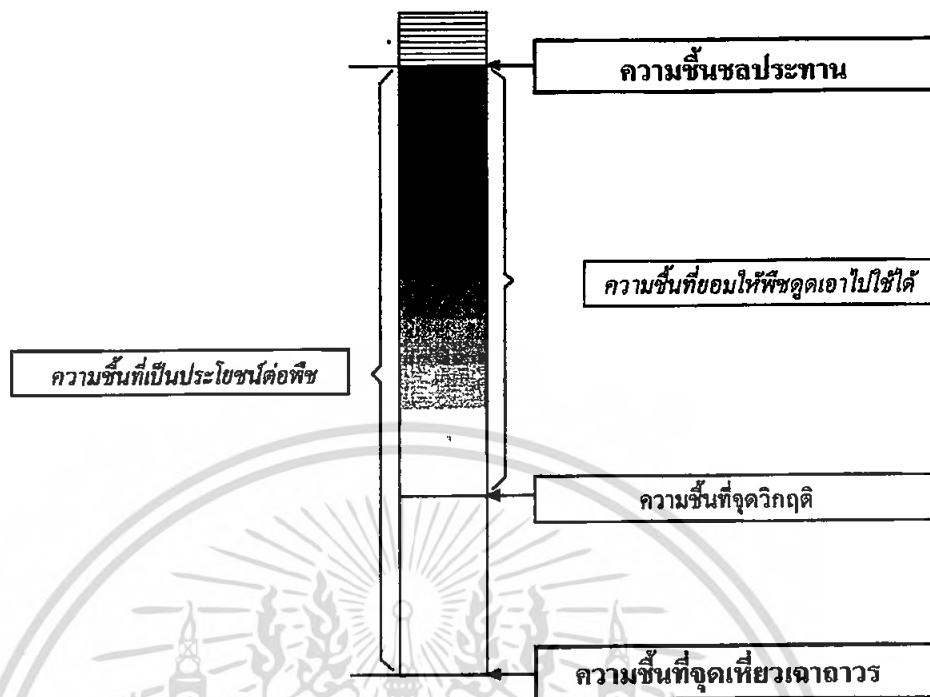 ความชื้นชลประทาน
ความชื้นที่ยอมให้พืชดูดเอาไปใช้ได้
ความชื้นที่เป็นประโยชน์ต่อพืช
ความชื้นที่จุดวิกฤติ
ความชื้นที่จุดเหี่ยวเฉาถาวร